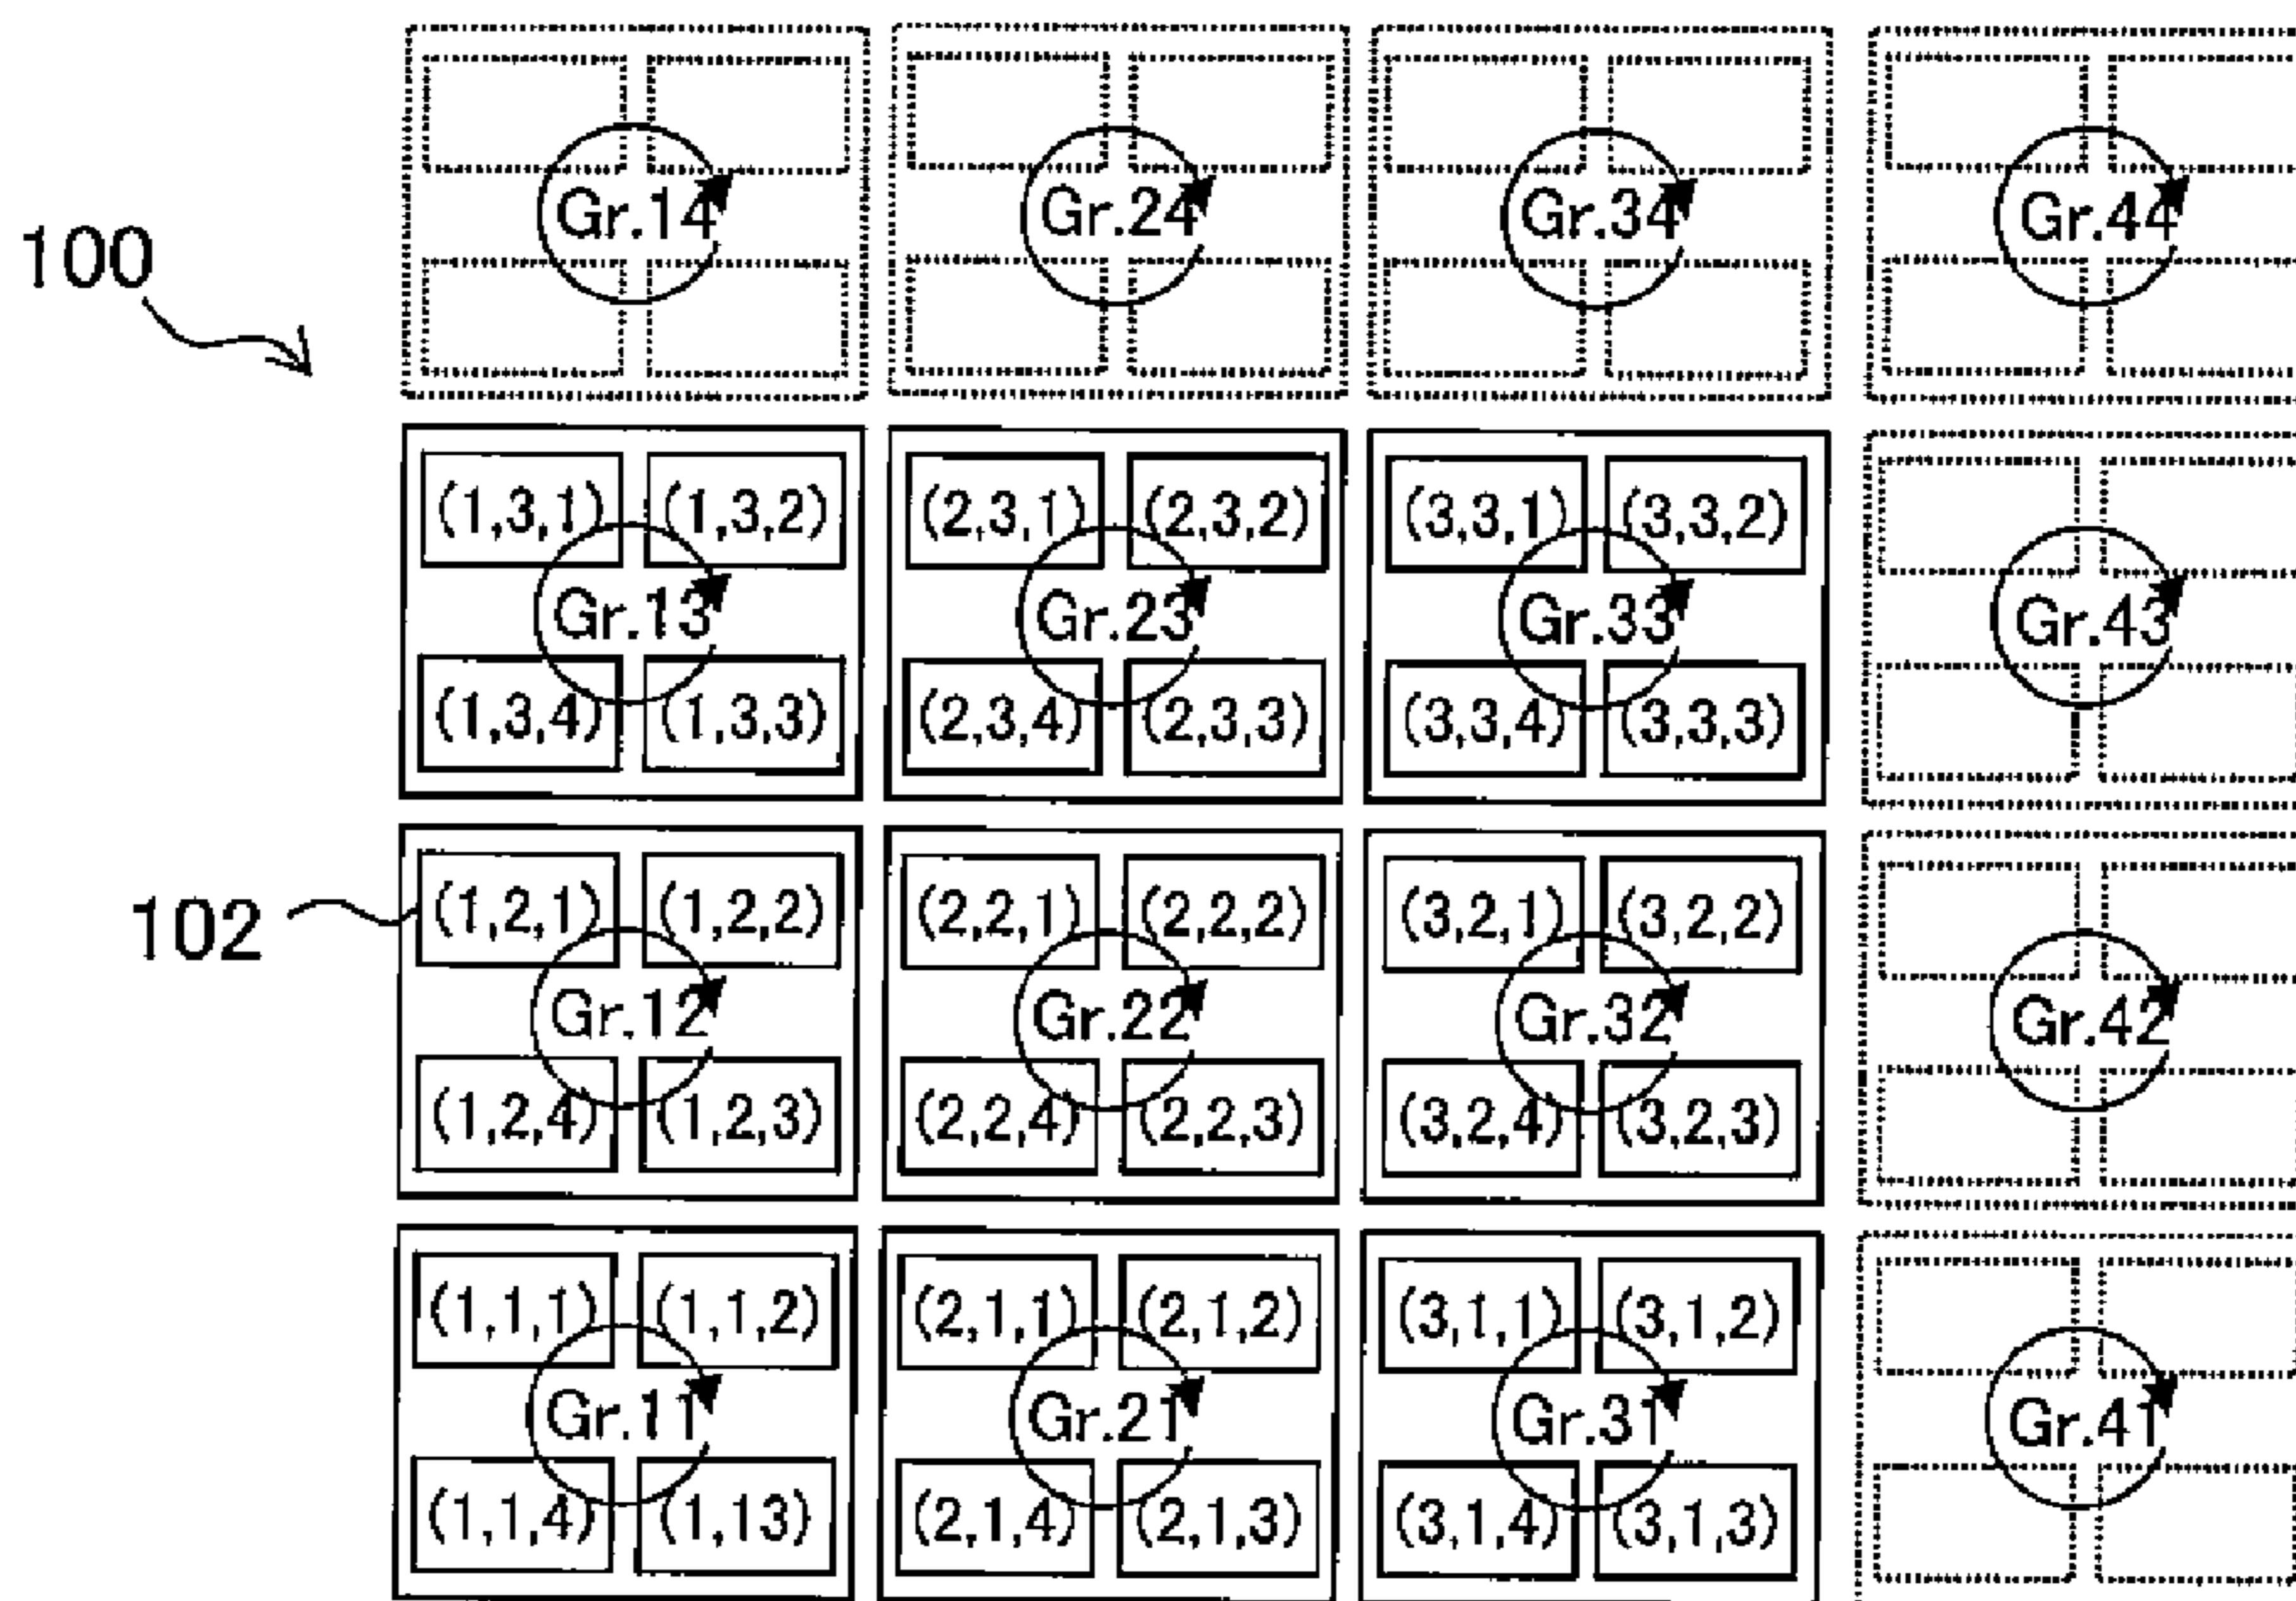 Gr.14 Gr.24 Gr.34 Gr.44
100
(1,3,1) (1,3,2) (2,3,1) (2,3,2) (3,3,1) (3,3,2)
Gr.13 Gr.23 Gr.33 Gr.43
(1,3,4) (1,3,3) (2,3,4) (2,3,3) (3,3,4) (3,3,3)
102 (1,2,1) (1,2,2) (2,2,1) (2,2,2) (3,2,1) (3,2,2)
Gr.12 Gr.22 Gr.32 Gr.42
(1,2,4) (1,2,3) (2,2,4) (2,2,3) (3,2,4) (3,2,3)
(1,1,1) (1,1,2) (2,1,1) (2,1,2) (3,1,1) (3,1,2)
Gr.11 Gr.21 Gr.31 Gr.41
(1,1,4) (1,13) (2,1,4) (2,1,3) (3,1,4) (3,1,3)